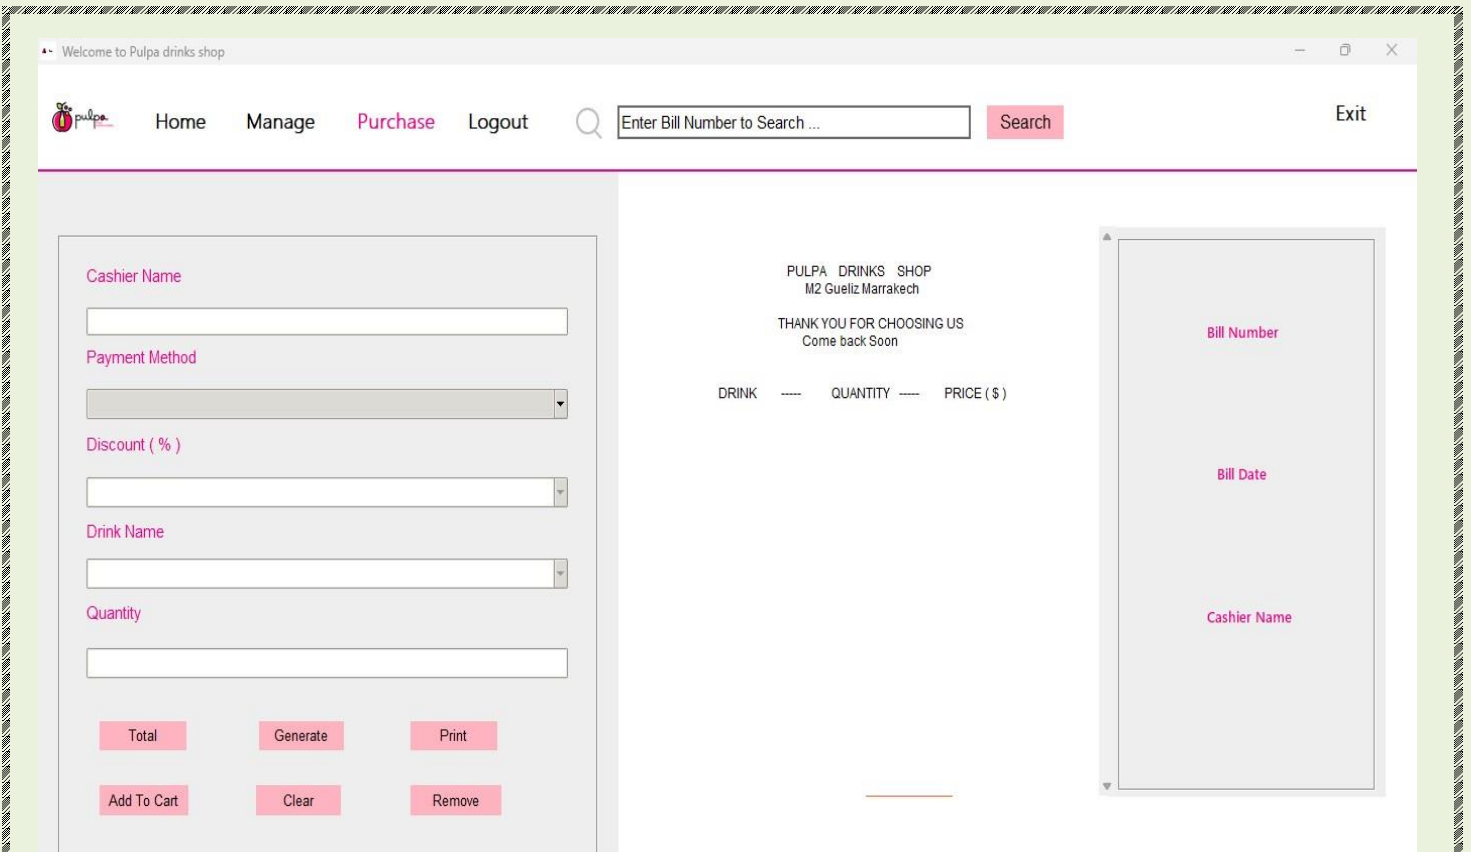 Welcome to Pulpa drinks shop
pulpa Home Manage Purchase Logout Enter Bill Number to Search ... Search Exit
Cashier Name
Payment Method
Discount ( % )
Drink Name
Quantity
Total Generate Print
Add To Cart Clear Remove
PULPA DRINKS SHOP
M2 Gueliz Marrakech
THANK YOU FOR CHOOSING US
Come back Soon
DRINK ----- QUANTITY ----- PRICE ( $ )
Bill Number
Bill Date
Cashier Name